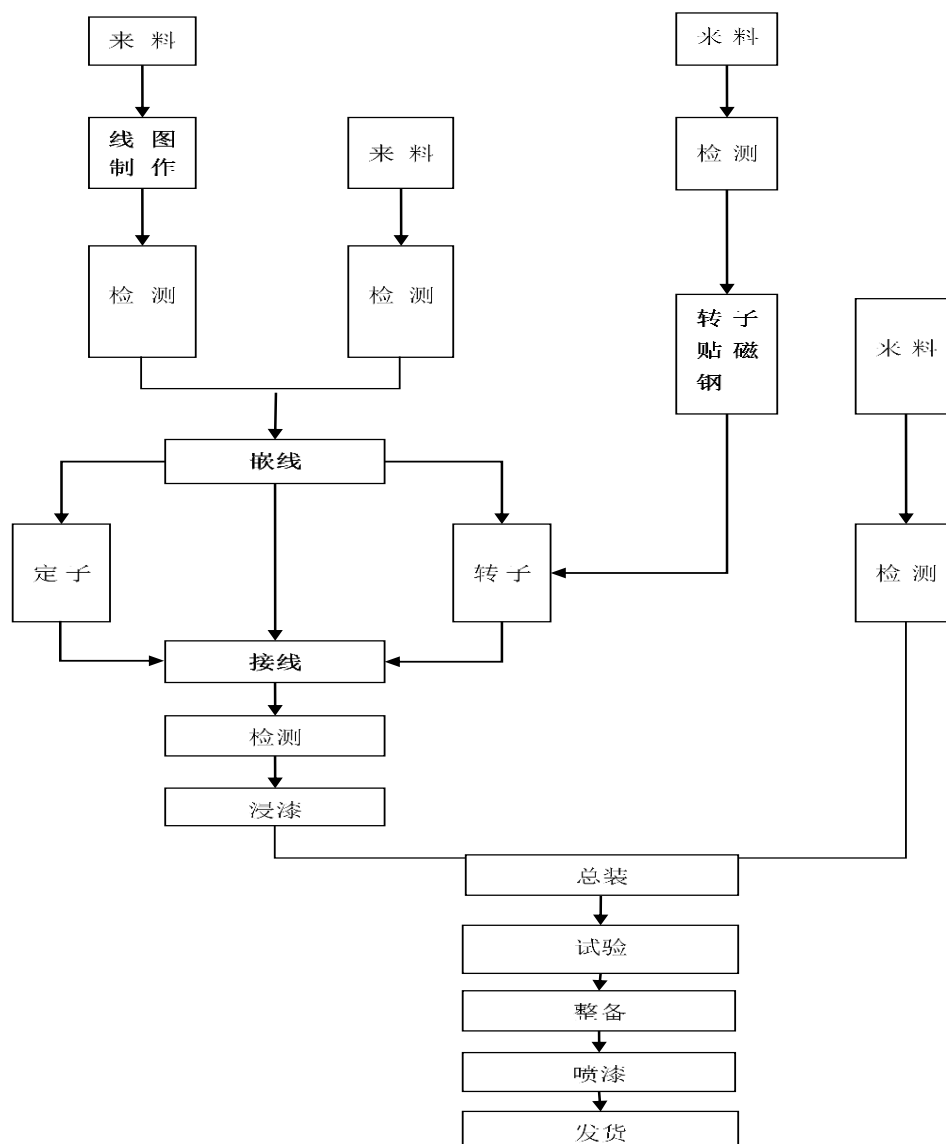 来料
来料
线图
制作
来料
检测
检测
检测
转子
贴磁
钢
来料
嵌线
定子
转子
检测
接线
检测
浸漆
总装
试验
整备
喷漆
发货